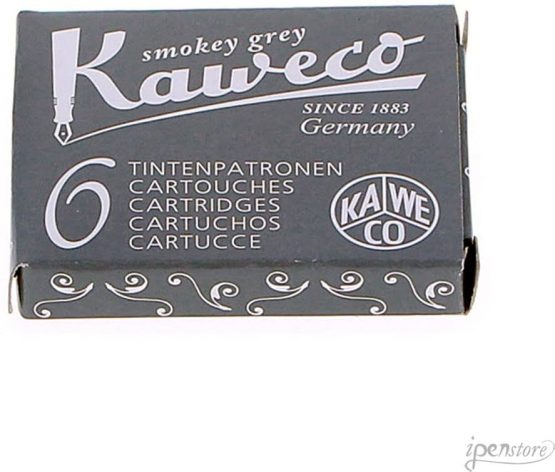 smokey grey
Kaweco
SINCE 1883
Germany
6
TINTENPATRONEN
CARTOUCHES
CARTRIDGES
CARTUCHOS
CARTUCCE
KA WE
CO
ipenstore